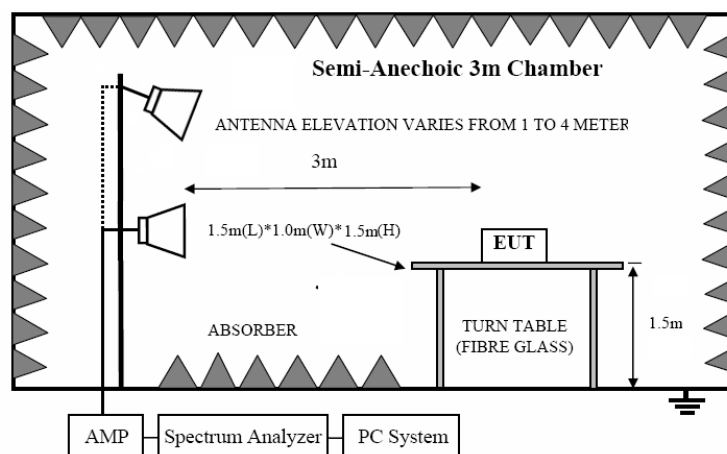 Semi-Anechoic 3m Chamber
ANTENNA ELEVATION VARIES FROM 1 TO 4 METER
3m
1.5m(L)*1.0m(W)*1.5m(H)
EUT
ABSORBER
TURN TABLE
(FIBRE GLASS)
1.5m
AMP
Spectrum Analyzer
PC System